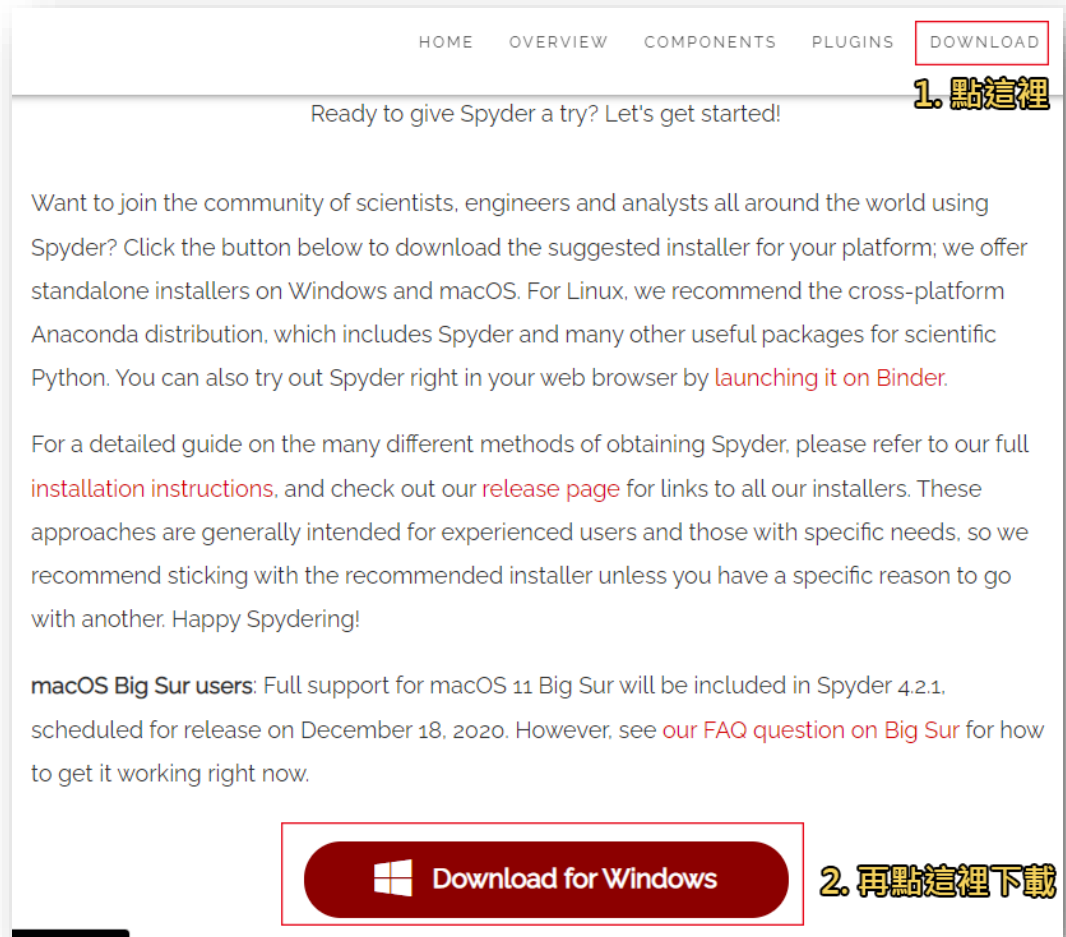 HOME OVERVIEW COMPONENTS PLUGINS DOWNLOAD
1. 點這裡
Ready to give Spyder a try? Let's get started!
Want to join the community of scientists, engineers and analysts all around the world using
Spyder? Click the button below to download the suggested installer for your platform; we offer
standalone installers on Windows and macOS. For Linux, we recommend the cross-platform
Anaconda distribution, which includes Spyder and many other useful packages for scientific
Python. You can also try out Spyder right in your web browser by launching it on Binder.
For a detailed guide on the many different methods of obtaining Spyder, please refer to our full
installation instructions, and check out our release page for links to all our installers. These
approaches are generally intended for experienced users and those with specific needs, so we
recommend sticking with the recommended installer unless you have a specific reason to go
with another. Happy Spydering!
macOS Big Sur users: Full support for macOS 11 Big Sur will be included in Spyder 4.2.1,
scheduled for release on December 18, 2020. However, see our FAQ question on Big Sur for how
to get it working right now.
Download for Windows
2. 再點這裡下載